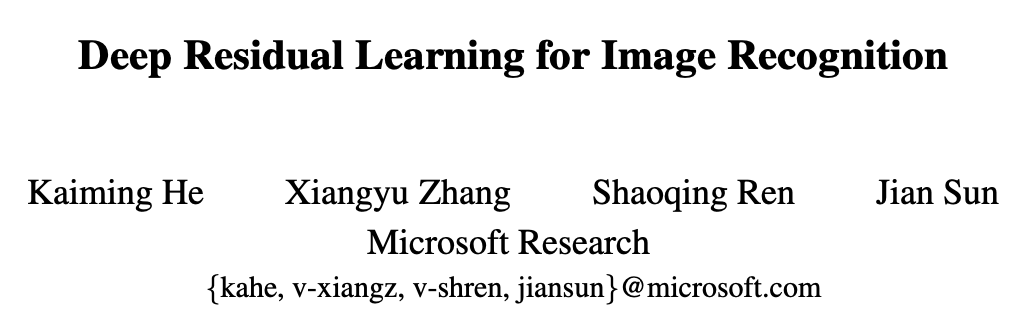 Deep Residual Learning for Image Recognition
Kaiming He Xiangyu Zhang Shaoqing Ren Jian Sun
Microsoft Research
{kahe, v-xiangz, v-shren, jiansun}@microsoft.com